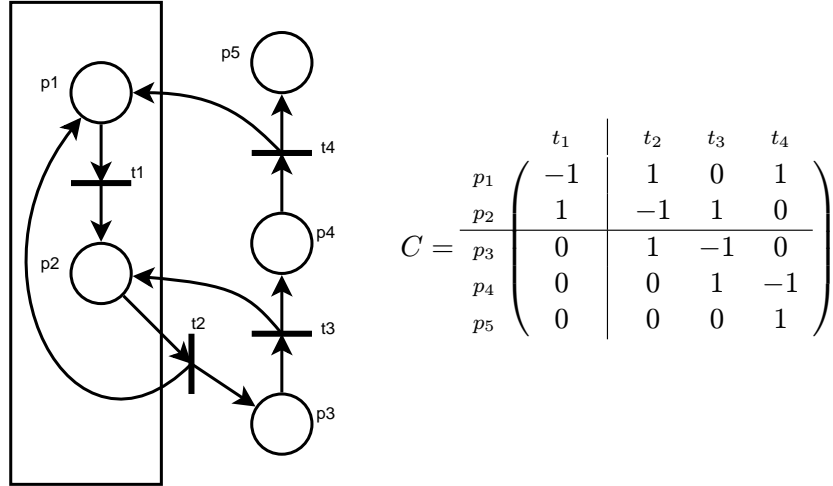 p5
p1
t4
t1
p4
p2
t2
t3
p3
t₁ t₂ t₃ t₄
p₁ −1 1 0 1
p₂ 1 −1 1 0
C = p₃ 0 1 −1 0
p₄ 0 0 1 −1
p₅ 0 0 0 1